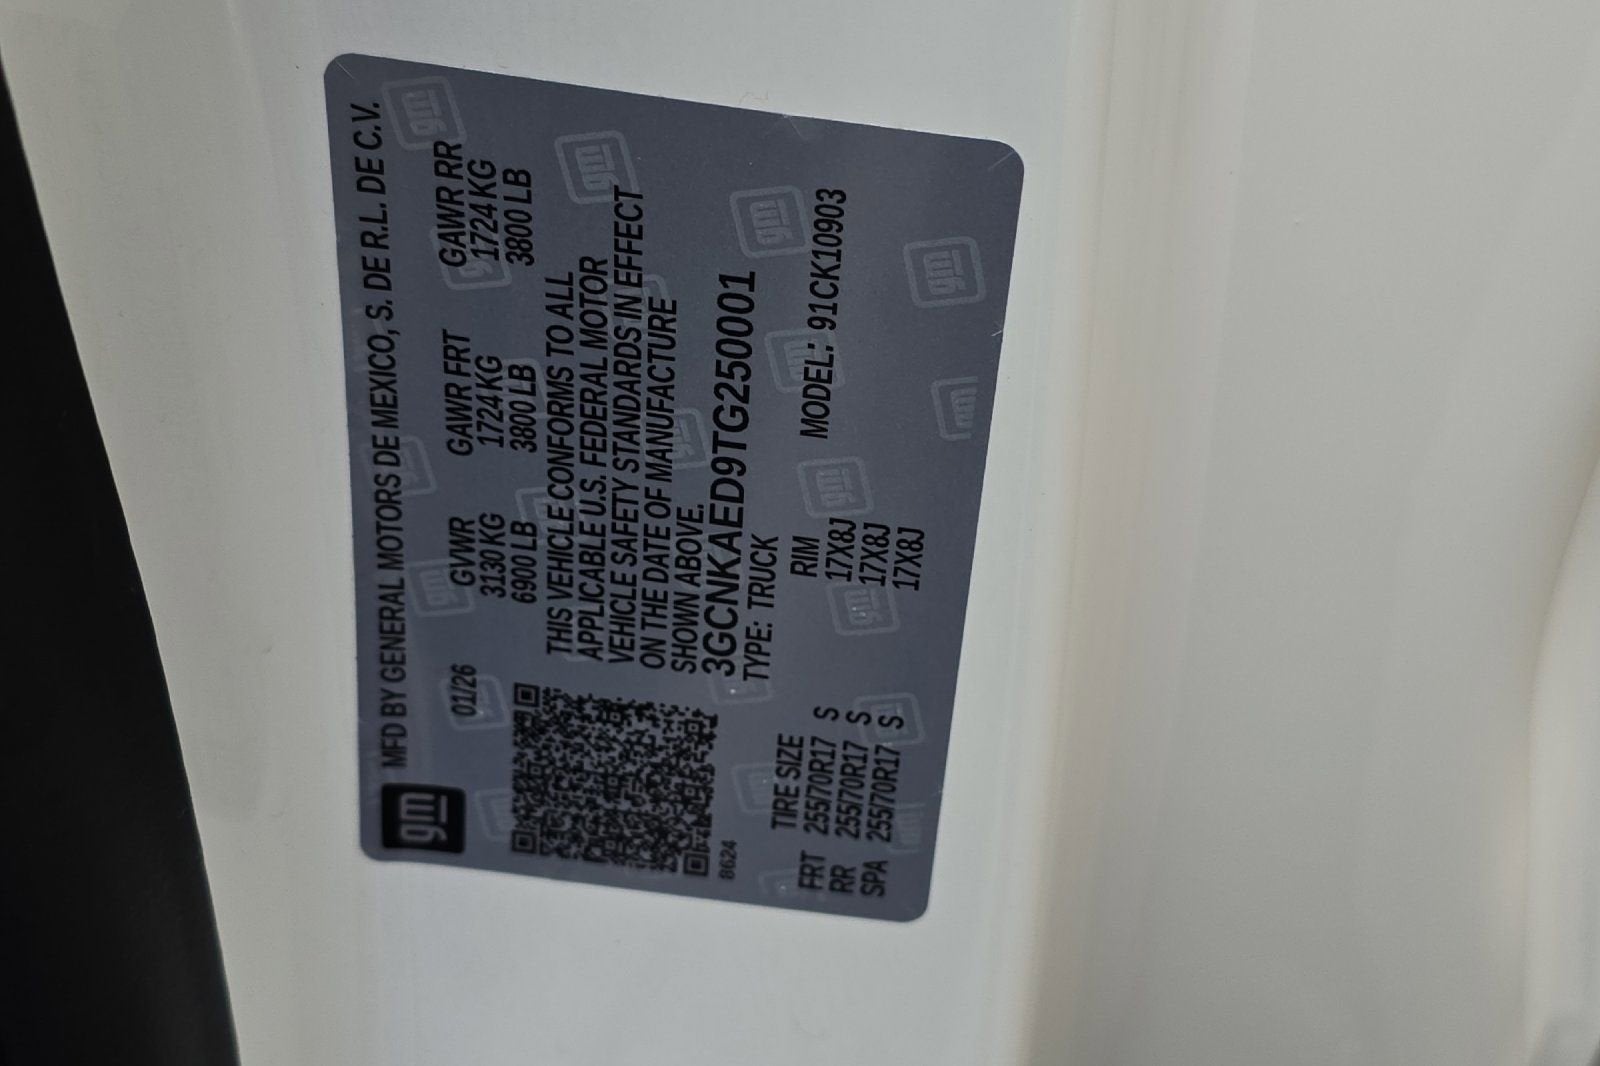 gm MFD BY GENERAL MOTORS DE MEXICO, S. DE R.L. DE C.V.
01/26 GVWR GAWR FRT GAWR RR
3130 KG 1724 KG 1724 KG
6900 LB 3800 LB 3800 LB
THIS VEHICLE CONFORMS TO ALL
APPLICABLE U.S. FEDERAL MOTOR
VEHICLE SAFETY STANDARDS IN EFFECT
ON THE DATE OF MANUFACTURE
SHOWN ABOVE.
3GCNKAED9TG250001
8624 TYPE: TRUCK
TIRE SIZE RIM MODEL: 91CK10903
FRT 255/70R17 S 17X8J
RR 255/70R17 S 17X8J
SPA 255/70R17 S 17X8J